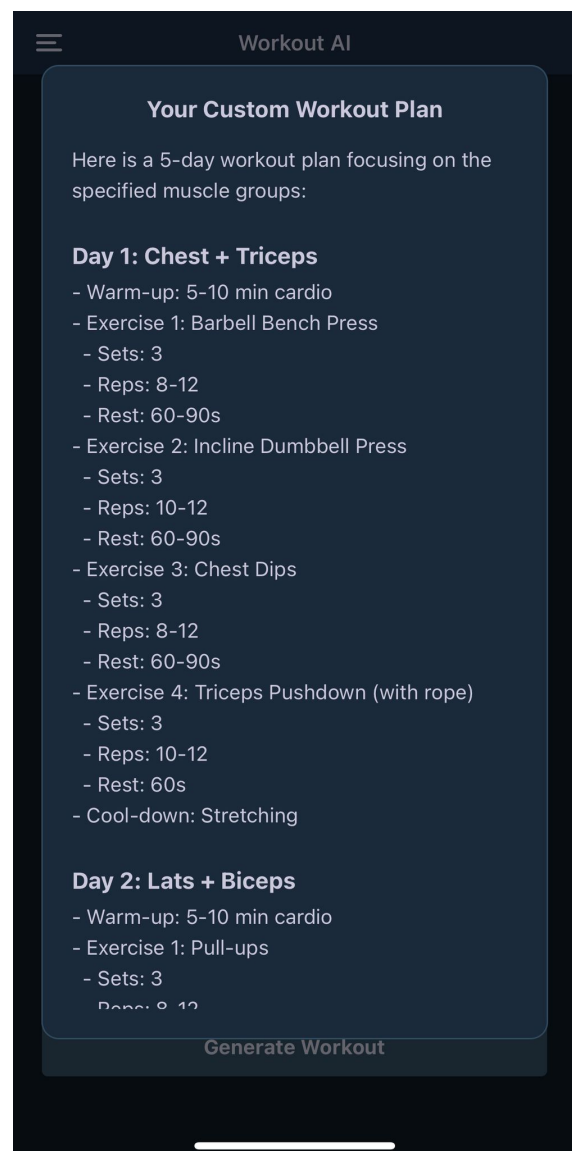 Workout AI
Your Custom Workout Plan
Here is a 5-day workout plan focusing on the
specified muscle groups:
Day 1: Chest + Triceps
- Warm-up: 5-10 min cardio
- Exercise 1: Barbell Bench Press
- Sets: 3
- Reps: 8-12
- Rest: 60-90s
- Exercise 2: Incline Dumbbell Press
- Sets: 3
- Reps: 10-12
- Rest: 60-90s
- Exercise 3: Chest Dips
- Sets: 3
- Reps: 8-12
- Rest: 60-90s
- Exercise 4: Triceps Pushdown (with rope)
- Sets: 3
- Reps: 10-12
- Rest: 60s
- Cool-down: Stretching
Day 2: Lats + Biceps
- Warm-up: 5-10 min cardio
- Exercise 1: Pull-ups
- Sets: 3
- Reps: 8-12
Generate Workout